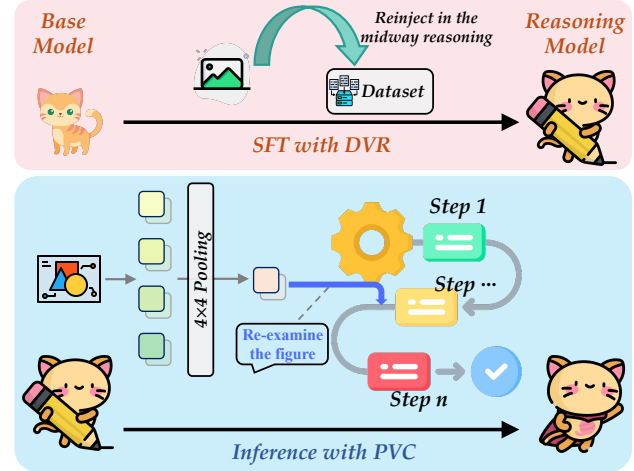 Base
Model
Reinject in the
midway reasoning
Reasoning
Model
Dataset
SFT with DVR
4×4 Pooling
Step 1
Step ...
Re-examine
the figure
Step n
Inference with PVC